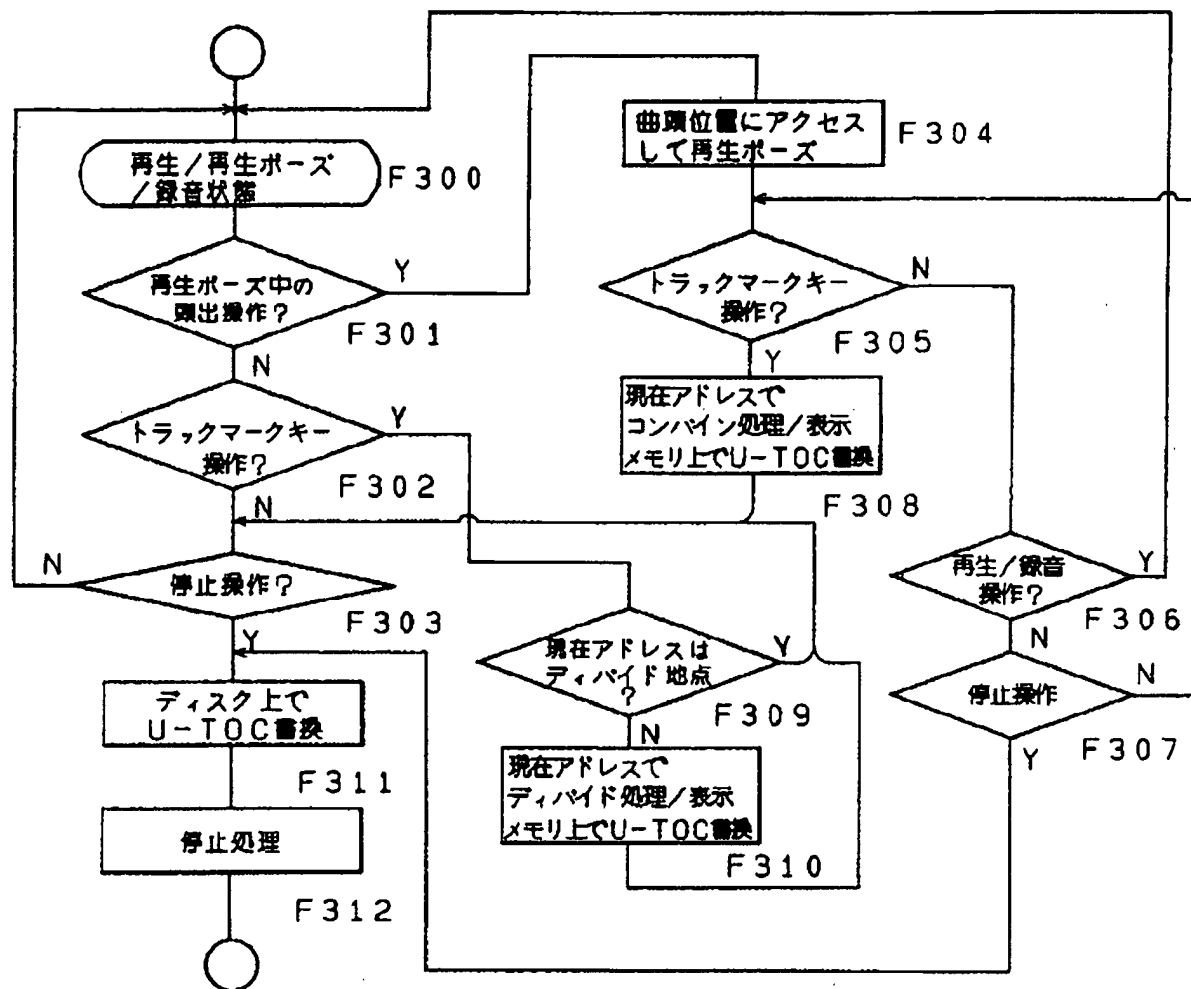 再生/再生ポーズ
/録音状態
F300
再生ポーズ中の
頭出操作?
Y
F301
N
トラックマークキー
操作?
Y
F302
N
停止操作?
N
F303
Y
ディスク上で
U-TOC書換
F311
停止処理
F312
曲頭位置にアクセス
して再生ポーズ
F304
トラックマークキー
操作?
N
F305
Y
現在アドレスで
コンバイン処理/表示
メモリ上でU-TOC書換
F308
再生/録音
操作?
Y
F306
N
停止操作
N
F307
Y
現在アドレスは
ディバイド地点
?
Y
F309
N
現在アドレスで
ディバイド処理/表示
メモリ上でU-TOC書換
F310